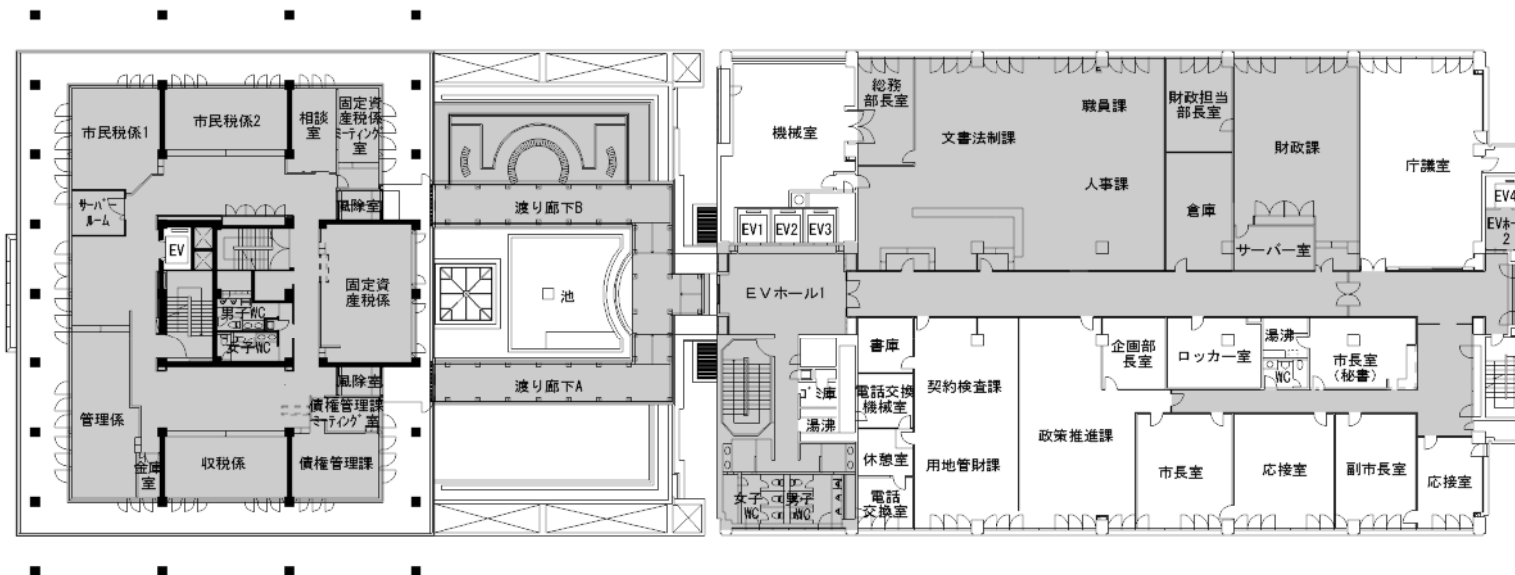 市民税係1
市民税係2
相談
室
固定資
産税係
ミーティング
室
サーバー
ルーム
風除室
EV
固定資
産税係
男子WC
女子WC
風除室
管理係
金庫
室
収税係
債権管理課
ミーティング室
債権管理課
渡り廊下B
池
渡り廊下A
機械室
EV1
EV2
EV3
EVホール1
ゴミ庫
湯沸
女子
WC
男子
WC
総務
部長室
文書法制課
職員課
人事課
財政担当
部長室
倉庫
財政課
サーバー室
庁議室
EV4
EVホー
2
書庫
電話交換
機械室
休憩室
電話
交換室
契約検査課
用地管財課
政策推進課
企画部
長室
ロッカー室
湯沸
WC
市長室
(秘書)
市長室
応接室
副市長室
応接室